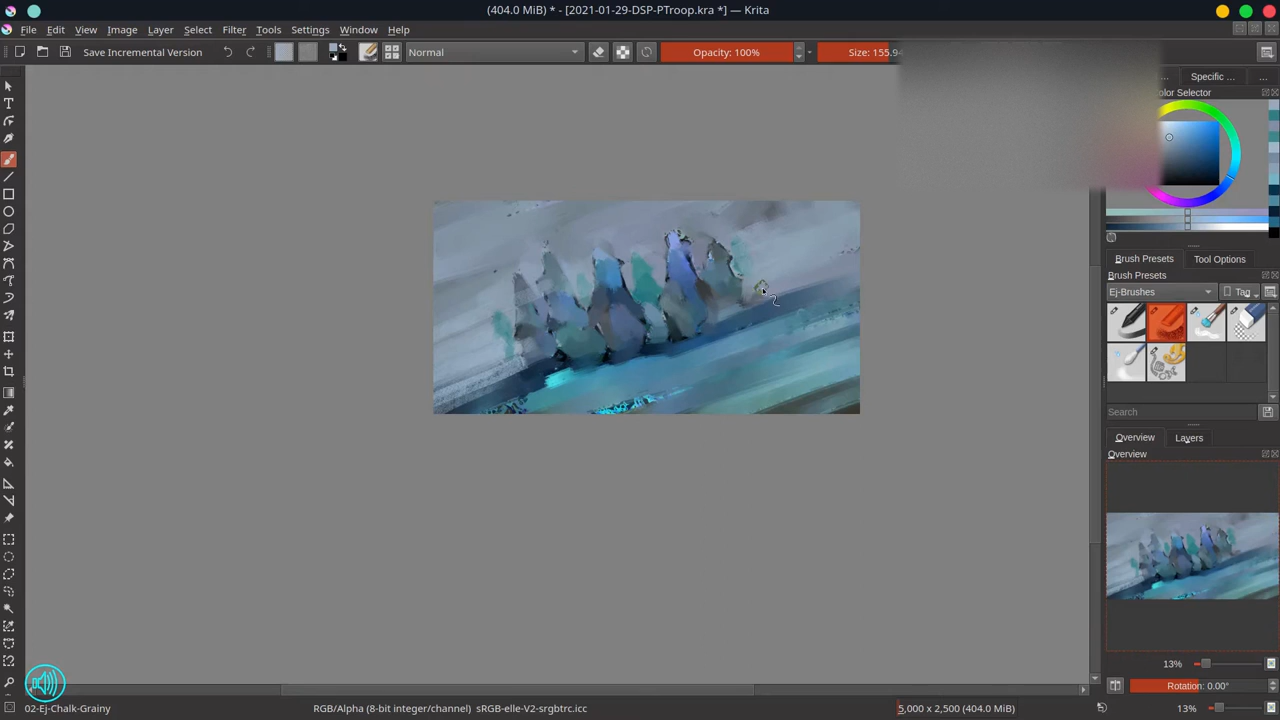 (404.0 MiB) * - [2021-01-29-DSP-PTroop.kra *] — Krita
File Edit View Image Layer Select Filter Tools Settings Window Help
Save Incremental Version Normal Opacity: 100% Size: 155.94
... Specific ... ...
olor Selector
Brush Presets Tool Options
Brush Presets
Ej-Brushes Tag
Search
Overview Layers
Overview
13%
Rotation: 0.00°
02-Ej-Chalk-Grainy RGB/Alpha (8-bit integer/channel) sRGB-elle-V2-srgbtrc.icc 5,000 x 2,500 (404.0 MiB) 13%